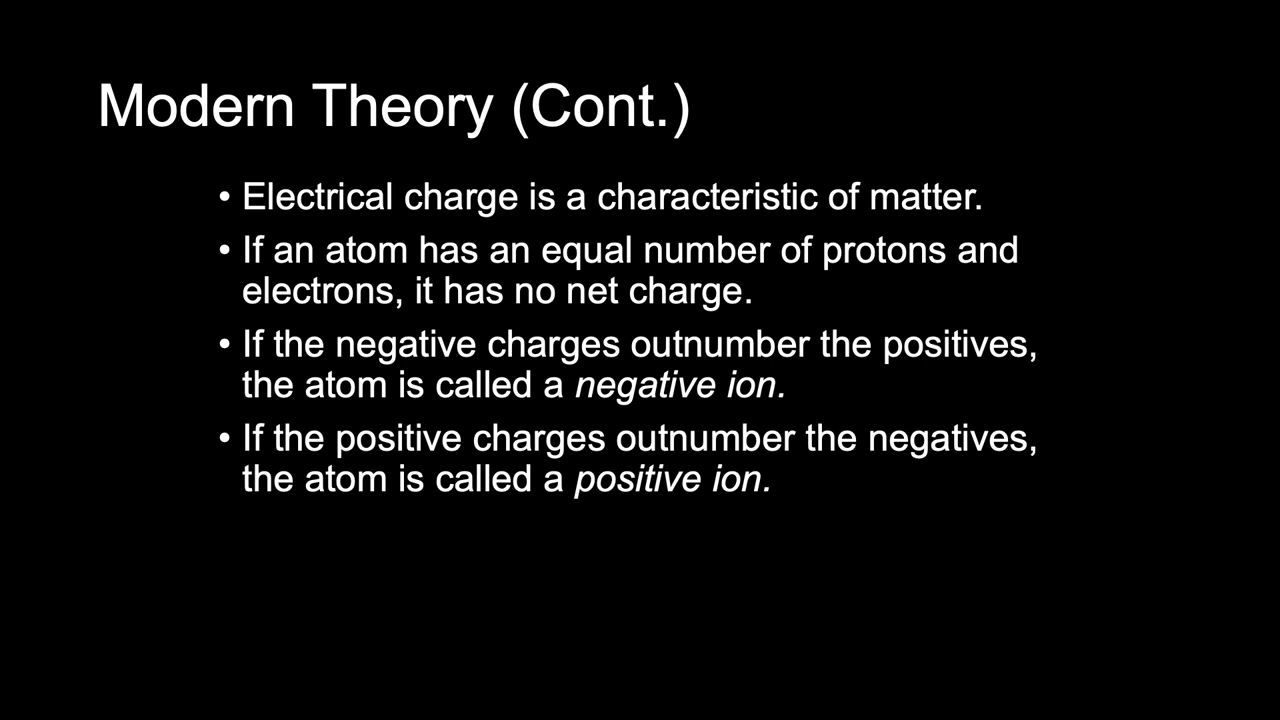 Modern Theory (Cont.)
• Electrical charge is a characteristic of matter.
• If an atom has an equal number of protons and
electrons, it has no net charge.
• If the negative charges outnumber the positives,
the atom is called a negative ion.
• If the positive charges outnumber the negatives,
the atom is called a positive ion.